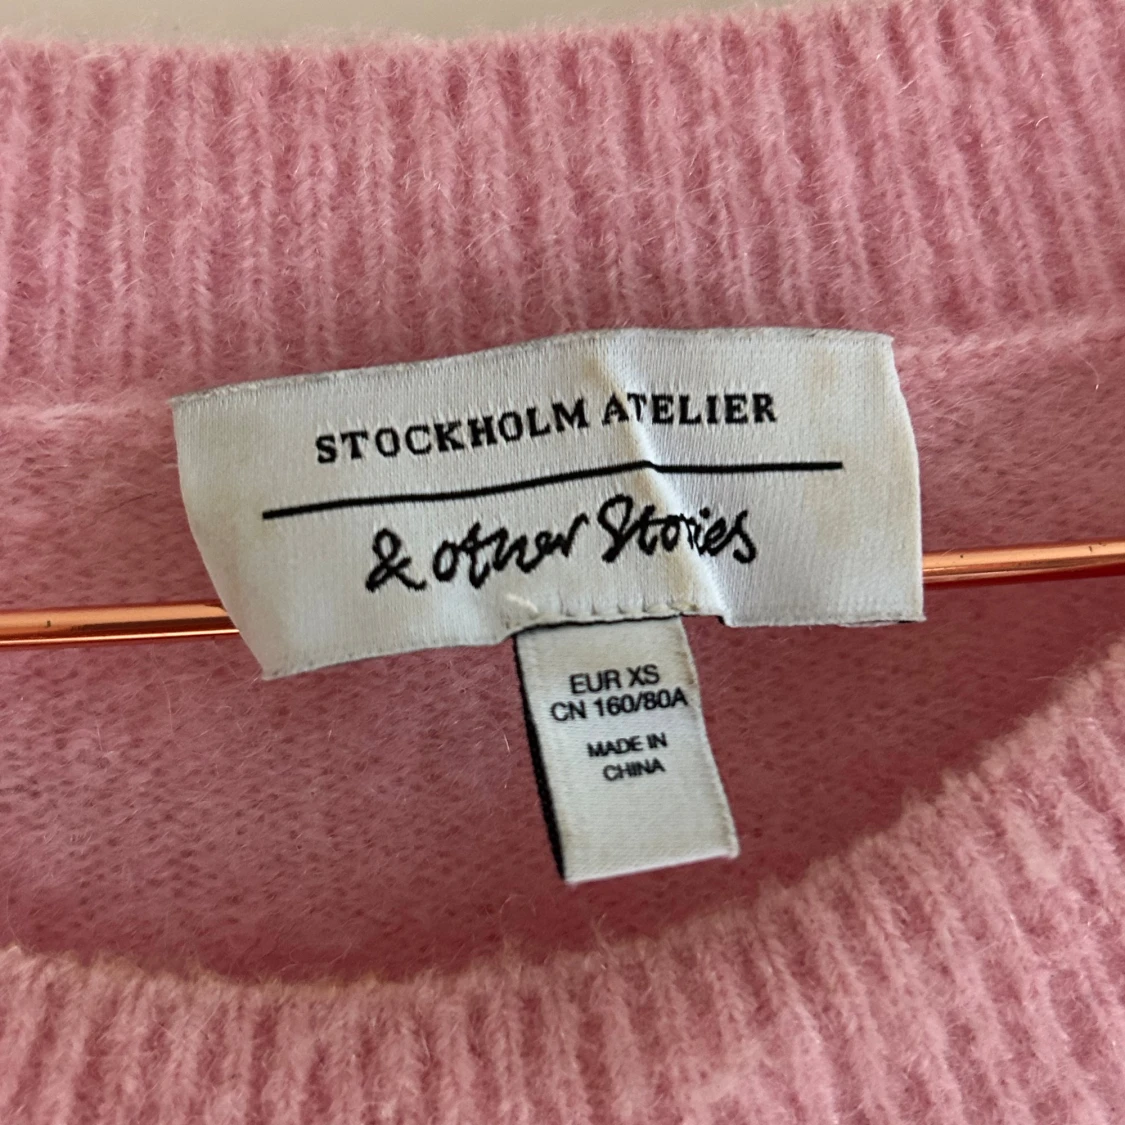 STOCKHOLM ATELIER
& other Stories
EUR XS
CN 160/80A
MADE IN
CHINA